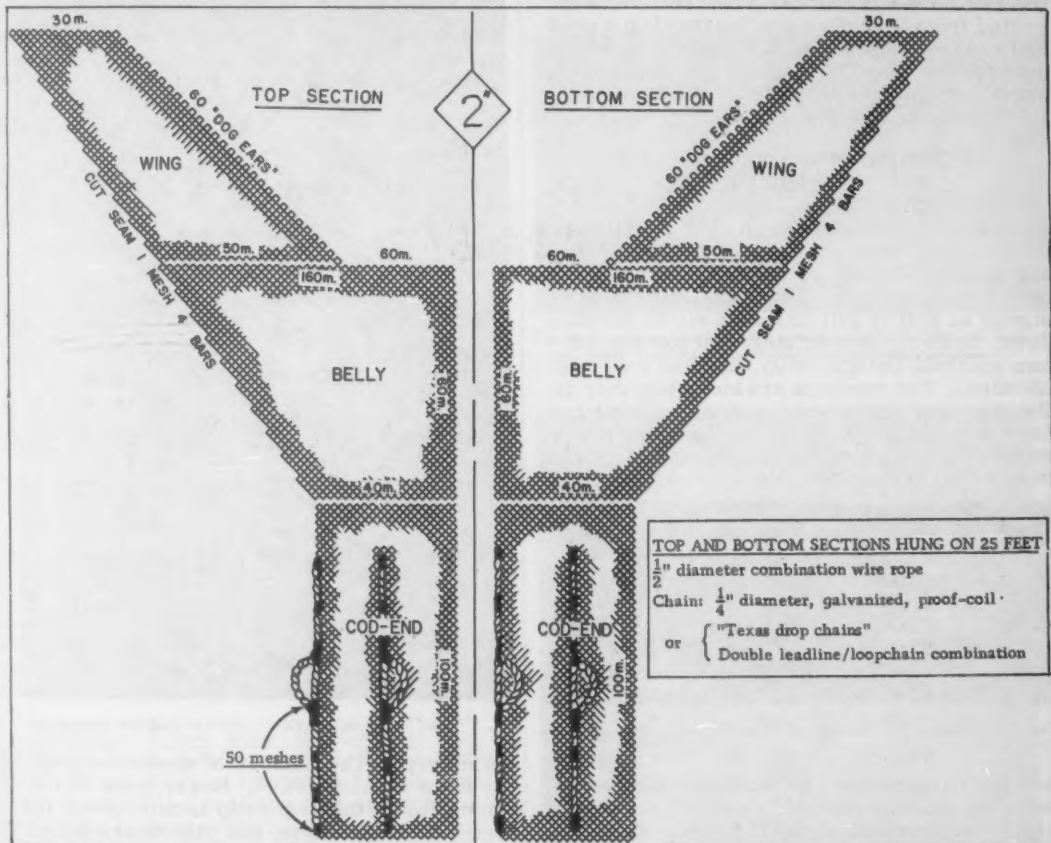 30m.
30m.
TOP SECTION
2"
BOTTOM SECTION
60 "DOG EARS"
60 "DOG EARS"
WING
WING
CUT SEAM 1 MESH 4 BARS
CUT SEAM 1 MESH 4 BARS
50m.
60m.
60m.
50m.
160m.
160m.
BELLY
BELLY
60m.
60m.
40m.
40m.
COD-END
COD-END
100m.
100m.
50 meshes
TOP AND BOTTOM SECTIONS HUNG ON 25 FEET
1/2" diameter combination wire rope
Chain: 1/4" diameter, galvanized, proof-coil
or { "Texas drop chains"
Double leadline/loopchain combination